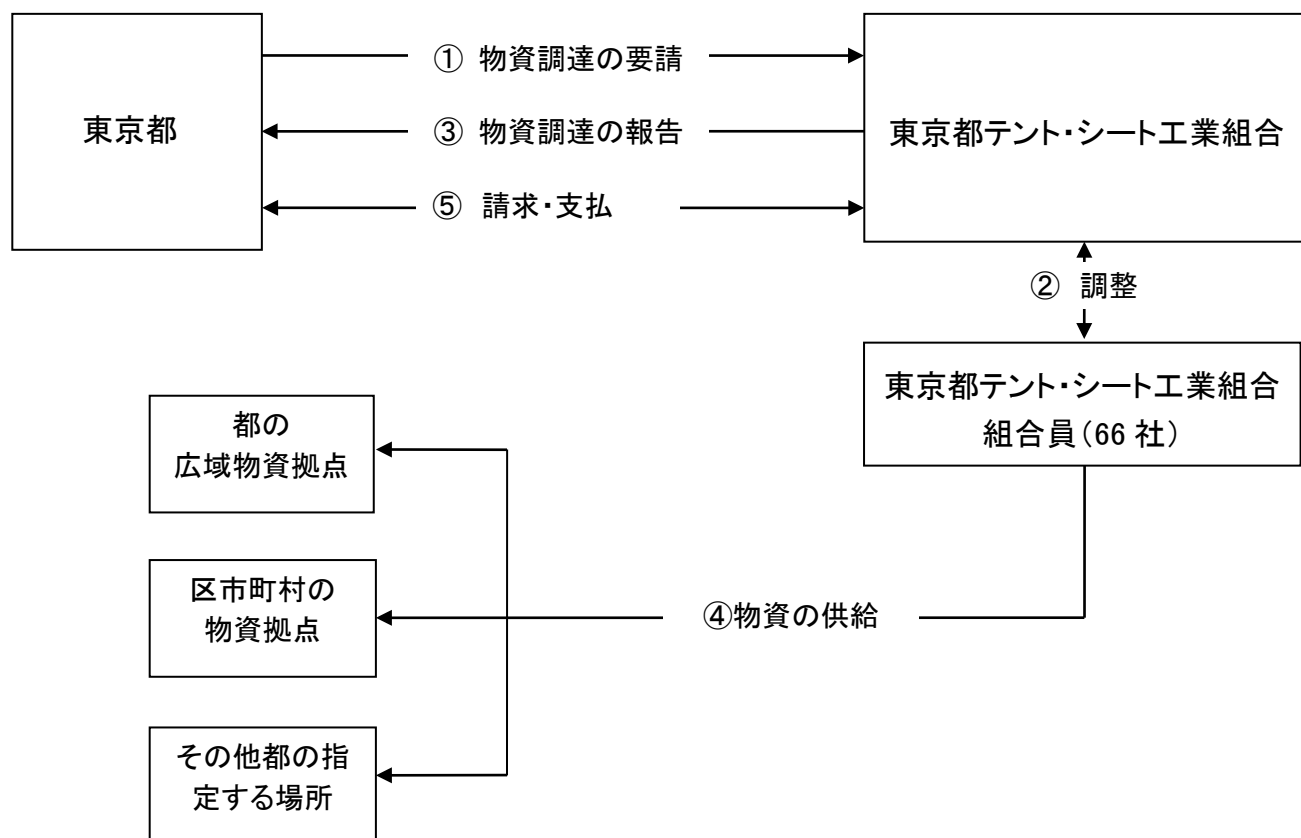 東京都
① 物資調達の要請
③ 物資調達の報告
⑤ 請求・支払
東京都テント・シート工業組合
② 調整
東京都テント・シート工業組合
組合員(66 社)
④物資の供給
都の
広域物資拠点
区市町村の
物資拠点
その他都の指
定する場所